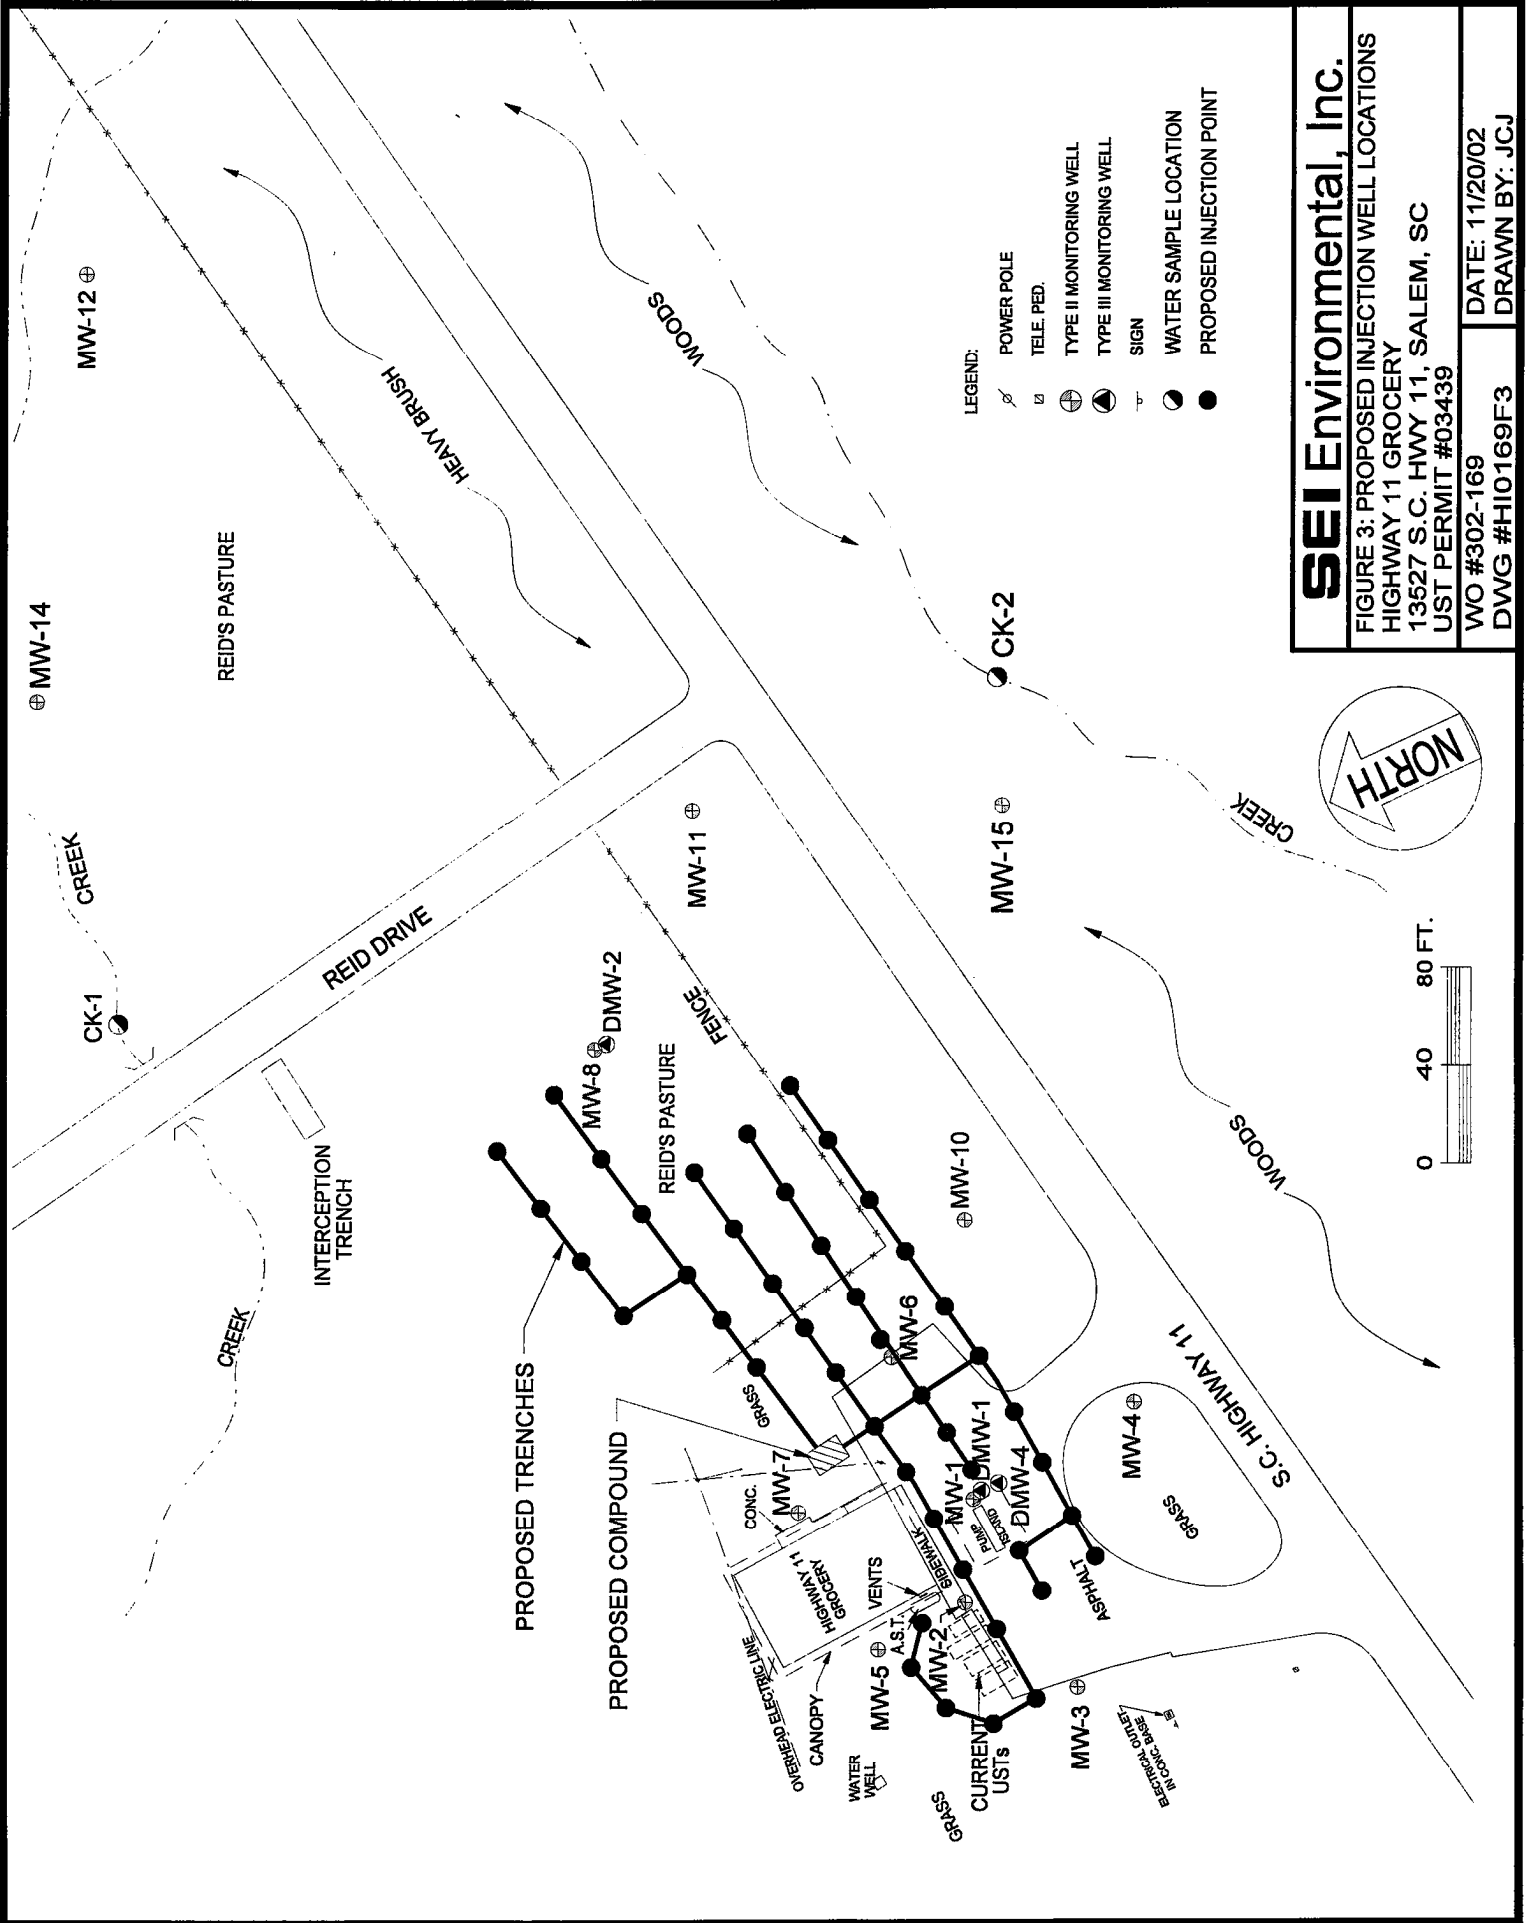 MW-14
MW-12
REID'S PASTURE
HEAVY BRUSH
WOODS
CREEK
CK-1
REID DRIVE
INTERCEPTION
TRENCH
CREEK
MW-8
DMW-2
REID'S PASTURE
FENCE
MW-11
MW-15
CK-2
CREEK
PROPOSED TRENCHES
PROPOSED COMPOUND
GRASS
MW-10
MW-6
MW-7
CONC.
HIGHWAY 11
GROCERY
SIDEWALK
PUMP
ISLAND
MW-1
DMW-1
DMW-4
MW-4
GRASS
S.C. HIGHWAY 11
WOODS
OVERHEAD ELECTRIC LINE
CANOPY
VENTS
A.S.T.
MW-5
MW-2
WATER
WELL
GRASS
CURRENT
USTs
MW-3
ASPHALT
ELECTRICAL OUTLET
IN CONC. BASE
0 40 80 FT.
NORTH
LEGEND:
POWER POLE
TELE. PED.
TYPE II MONITORING WELL
TYPE III MONITORING WELL
SIGN
WATER SAMPLE LOCATION
PROPOSED INJECTION POINT
SEI Environmental, Inc.
FIGURE 3: PROPOSED INJECTION WELL LOCATIONS
HIGHWAY 11 GROCERY
13527 S.C. HWY 11, SALEM, SC
UST PERMIT #03439
WO #302-169
DATE: 11/20/02
DWG #HI0169F3
DRAWN BY: JCJ